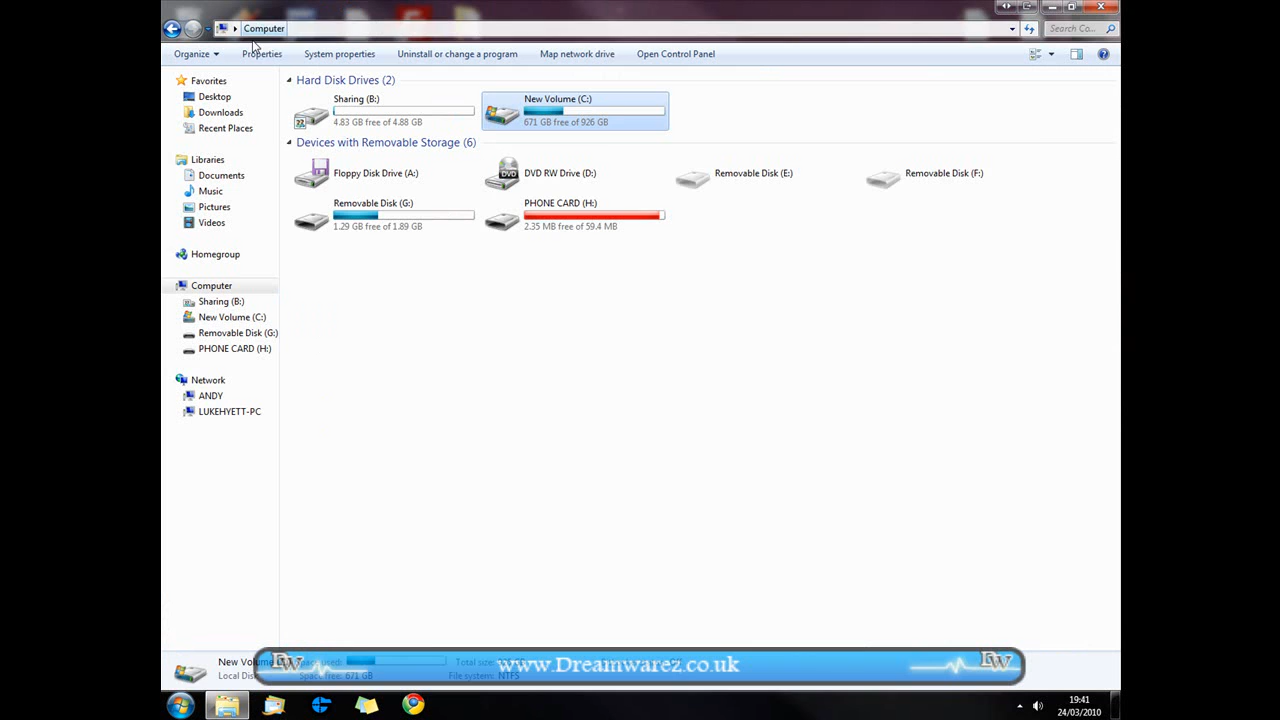 Computer
Search Co...
Organize
Properties
System properties
Uninstall or change a program
Map network drive
Open Control Panel
Favorites
Desktop
Downloads
Recent Places
Libraries
Documents
Music
Pictures
Videos
Homegroup
Computer
Sharing (B:)
New Volume (C:)
Removable Disk (G:)
PHONE CARD (H:)
Network
ANDY
LUKEHYETT-PC
Hard Disk Drives (2)
Sharing (B:)
4.83 GB free of 4.88 GB
New Volume (C:)
671 GB free of 926 GB
Devices with Removable Storage (6)
Floppy Disk Drive (A:)
DVD
DVD RW Drive (D:)
Removable Disk (E:)
Removable Disk (F:)
Removable Disk (G:)
1.29 GB free of 1.89 GB
PHONE CARD (H:)
2.35 MB free of 59.4 MB
New Volume
Space used:
Total size:
Local Disk
Space free: 671 GB
File system: NTFS
DW
www.Dreamwarez.co.uk
DW
19:41
24/03/2010